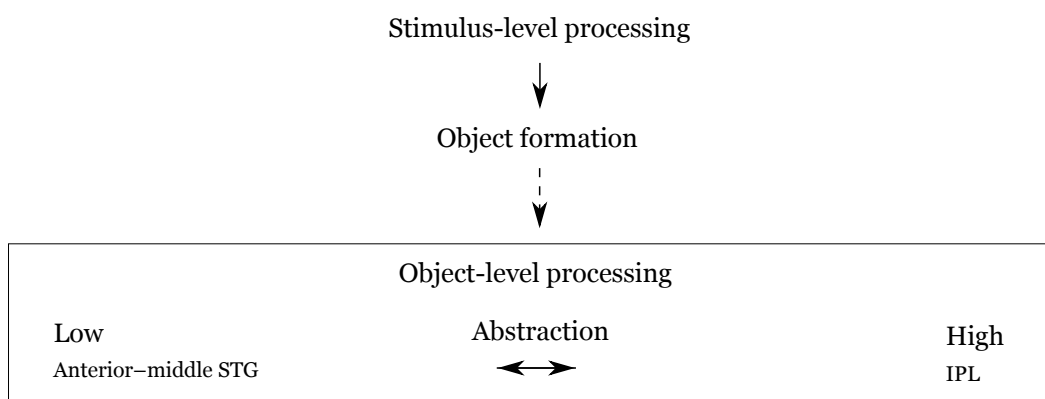 Stimulus-level processing
Object formation
Object-level processing
Low Abstraction High
Anterior–middle STG IPL